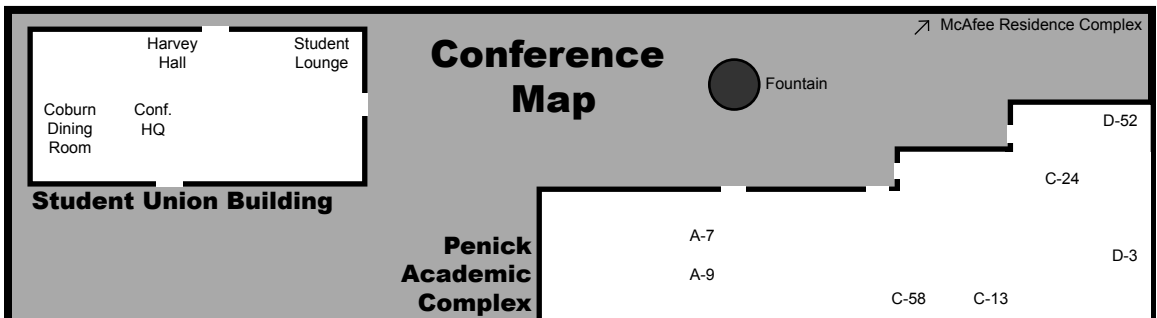 McAfee Residence Complex
Harvey
Hall
Student
Lounge
Conference
Map
Fountain
Coburn
Dining
Room
Conf.
HQ
D-52
C-24
Student Union Building
A-7
Penick
Academic
Complex
A-9
D-3
C-58
C-13